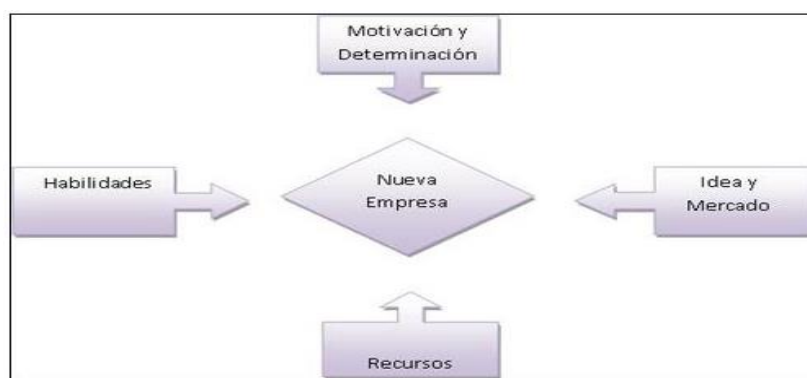 Motivación y
Determinación
Habilidades
Nueva
Empresa
Idea y
Mercado
Recursos